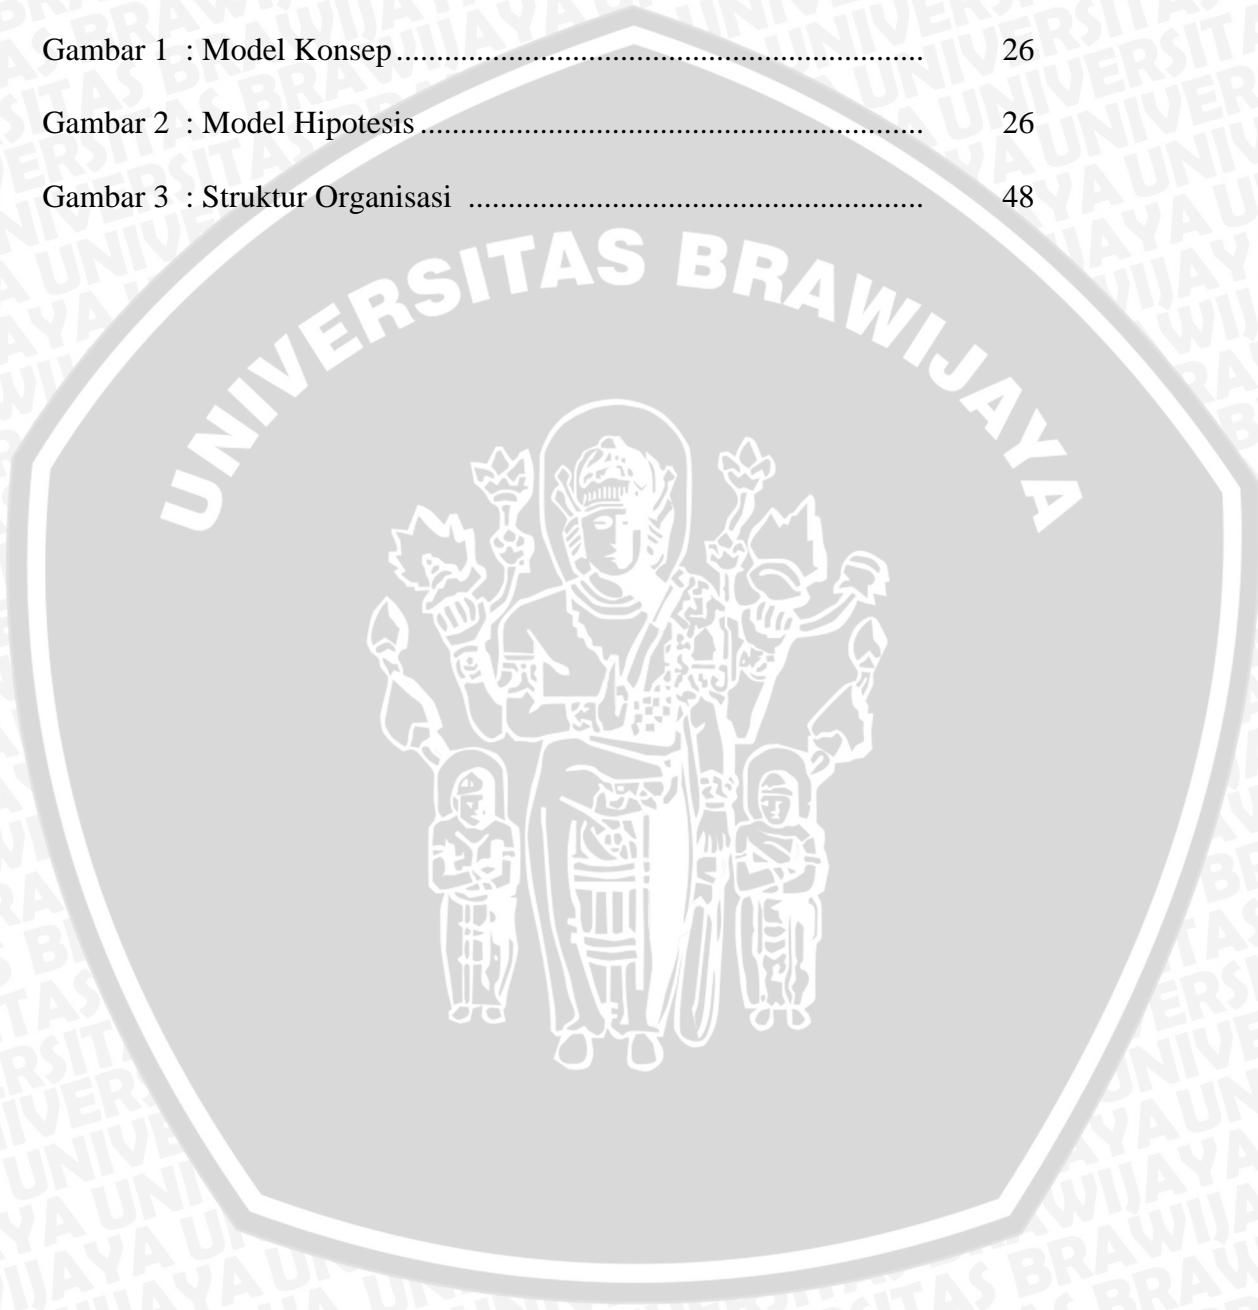 Gambar 1 : Model Konsep.................................................................. 26
Gambar 2 : Model Hipotesis............................................................... 26
Gambar 3 : Struktur Organisasi ......................................................... 48
UNIVERSITAS BRAWIJAYA